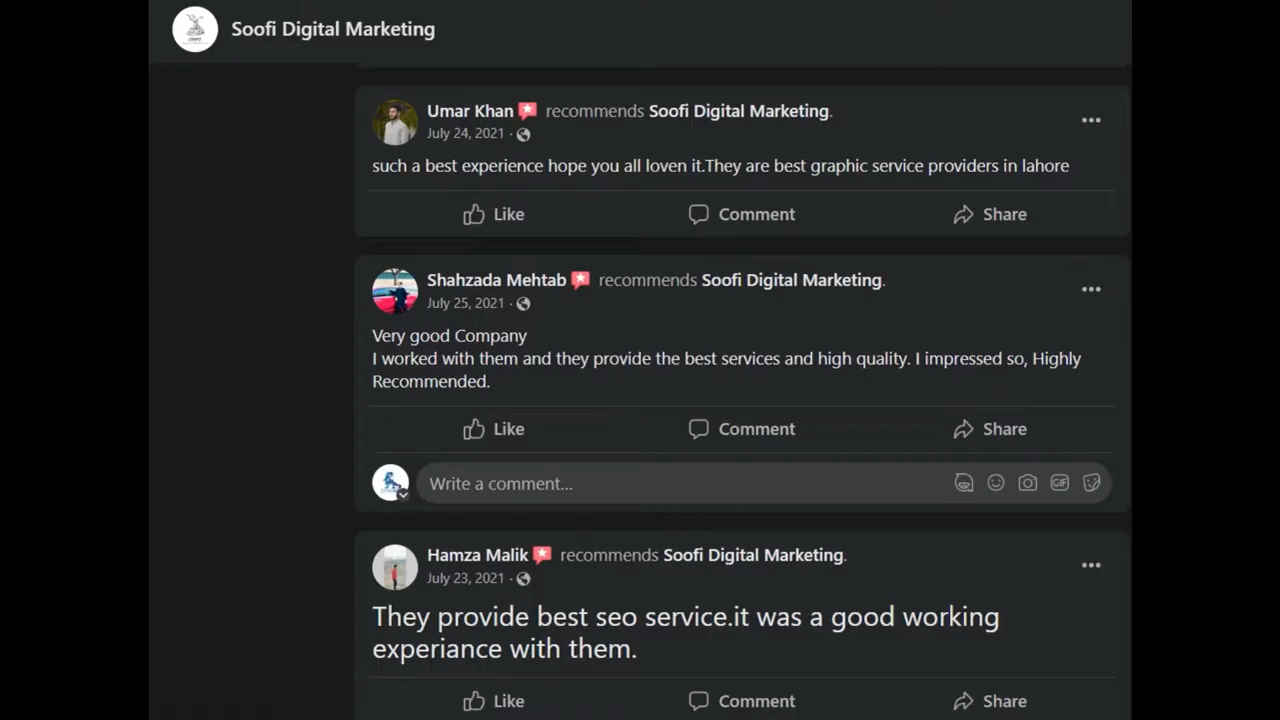 Soofi Digital Marketing
Umar Khan recommends Soofi Digital Marketing.
July 24, 2021 ·
such a best experience hope you all loven it.They are best graphic service providers in lahore
Like Comment Share
Shahzada Mehtab recommends Soofi Digital Marketing.
July 25, 2021 ·
Very good Company
I worked with them and they provide the best services and high quality. I impressed so, Highly
Recommended.
Like Comment Share
Write a comment...
GIF
Hamza Malik recommends Soofi Digital Marketing.
July 23, 2021 ·
They provide best seo service.it was a good working
experiance with them.
Like Comment Share